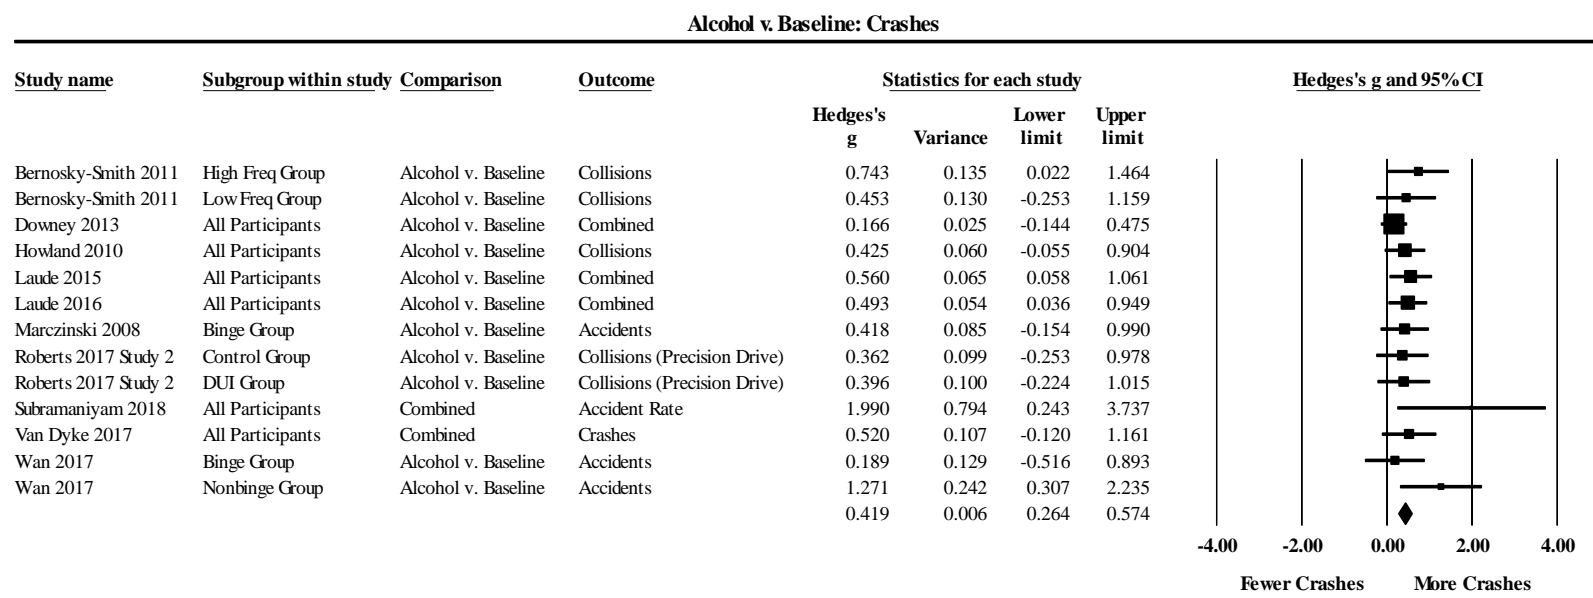 Alcohol v. Baseline: Crashes
Study name Subgroup within study Comparison Outcome Statistics for each study Hedges's g and 95% CI
Hedges's Lower Upper
g Variance limit limit
Bernosky-Smith 2011 High Freq Group Alcohol v. Baseline Collisions 0.743 0.135 0.022 1.464
Bernosky-Smith 2011 Low Freq Group Alcohol v. Baseline Collisions 0.453 0.130 -0.253 1.159
Downey 2013 All Participants Alcohol v. Baseline Combined 0.166 0.025 -0.144 0.475
Howland 2010 All Participants Alcohol v. Baseline Collisions 0.425 0.060 -0.055 0.904
Laude 2015 All Participants Alcohol v. Baseline Combined 0.560 0.065 0.058 1.061
Laude 2016 All Participants Alcohol v. Baseline Combined 0.493 0.054 0.036 0.949
Marczinski 2008 Binge Group Alcohol v. Baseline Accidents 0.418 0.085 -0.154 0.990
Roberts 2017 Study 2 Control Group Alcohol v. Baseline Collisions (Precision Drive) 0.362 0.099 -0.253 0.978
Roberts 2017 Study 2 DUI Group Alcohol v. Baseline Collisions (Precision Drive) 0.396 0.100 -0.224 1.015
Subramaniyam 2018 All Participants Combined Accident Rate 1.990 0.794 0.243 3.737
Van Dyke 2017 All Participants Combined Crashes 0.520 0.107 -0.120 1.161
Wan 2017 Binge Group Alcohol v. Baseline Accidents 0.189 0.129 -0.516 0.893
Wan 2017 Nonbinge Group Alcohol v. Baseline Accidents 1.271 0.242 0.307 2.235
0.419 0.006 0.264 0.574
-4.00 -2.00 0.00 2.00 4.00
Fewer Crashes More Crashes